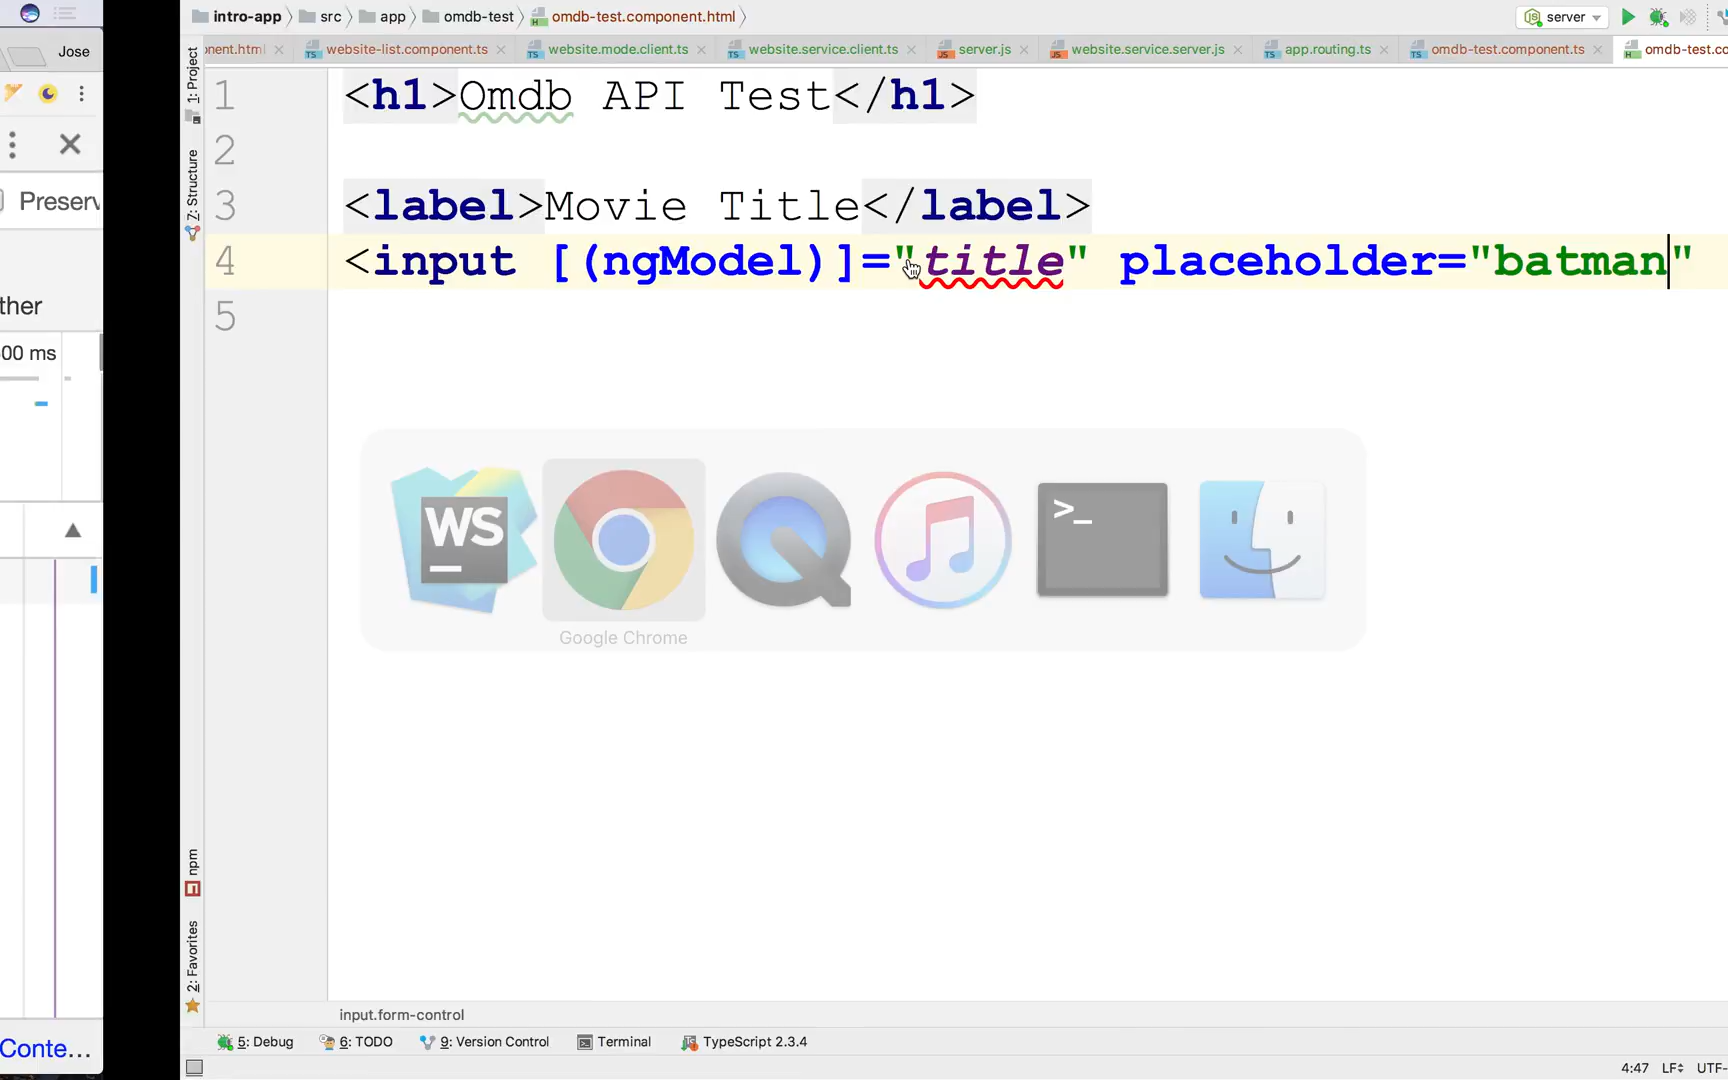 Jose
Preserv
ther
00 ms
Conte...
intro-app
src
app
omdb-test
omdb-test.component.html
server
onent.html
website-list.component.ts
website.mode.client.ts
website.service.client.ts
server.js
website.service.server.js
app.routing.ts
omdb-test.component.ts
omdb-test.co
1: Project
7: Structure
npm
2: Favorites
1 <h1>Omdb API Test</h1>
2
3 <label>Movie Title</label>
4 <input [(ngModel)]="title" placeholder="batman"
5
WS
>_
Google Chrome
input.form-control
5: Debug
6: TODO
9: Version Control
Terminal
TypeScript 2.3.4
4:47 LF UTF-